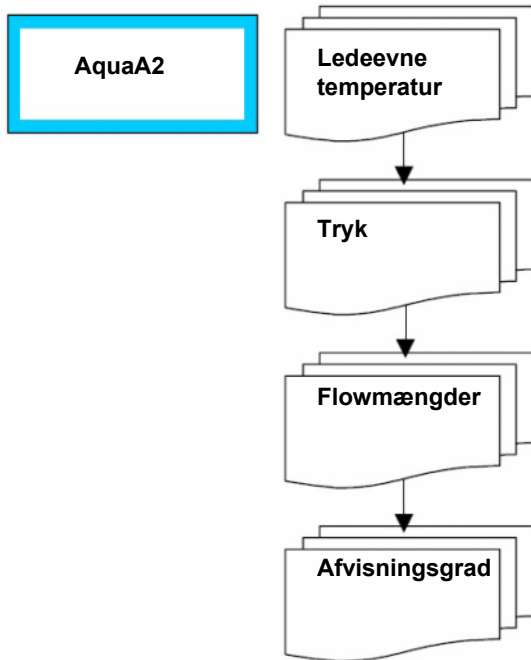 AquaA2
Ledeevne
temperatur
Tryk
Flowmængder
Afvisningsgrad